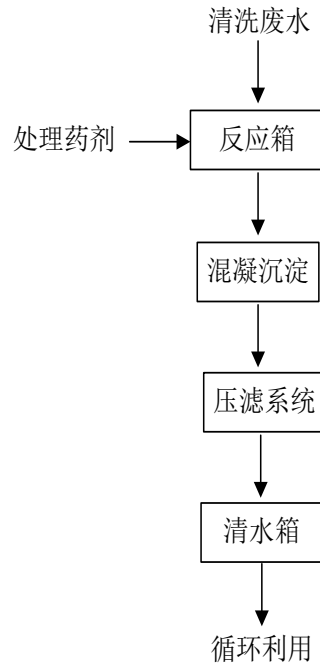 清洗废水
处理药剂
反应箱
混凝沉淀
压滤系统
清水箱
循环利用